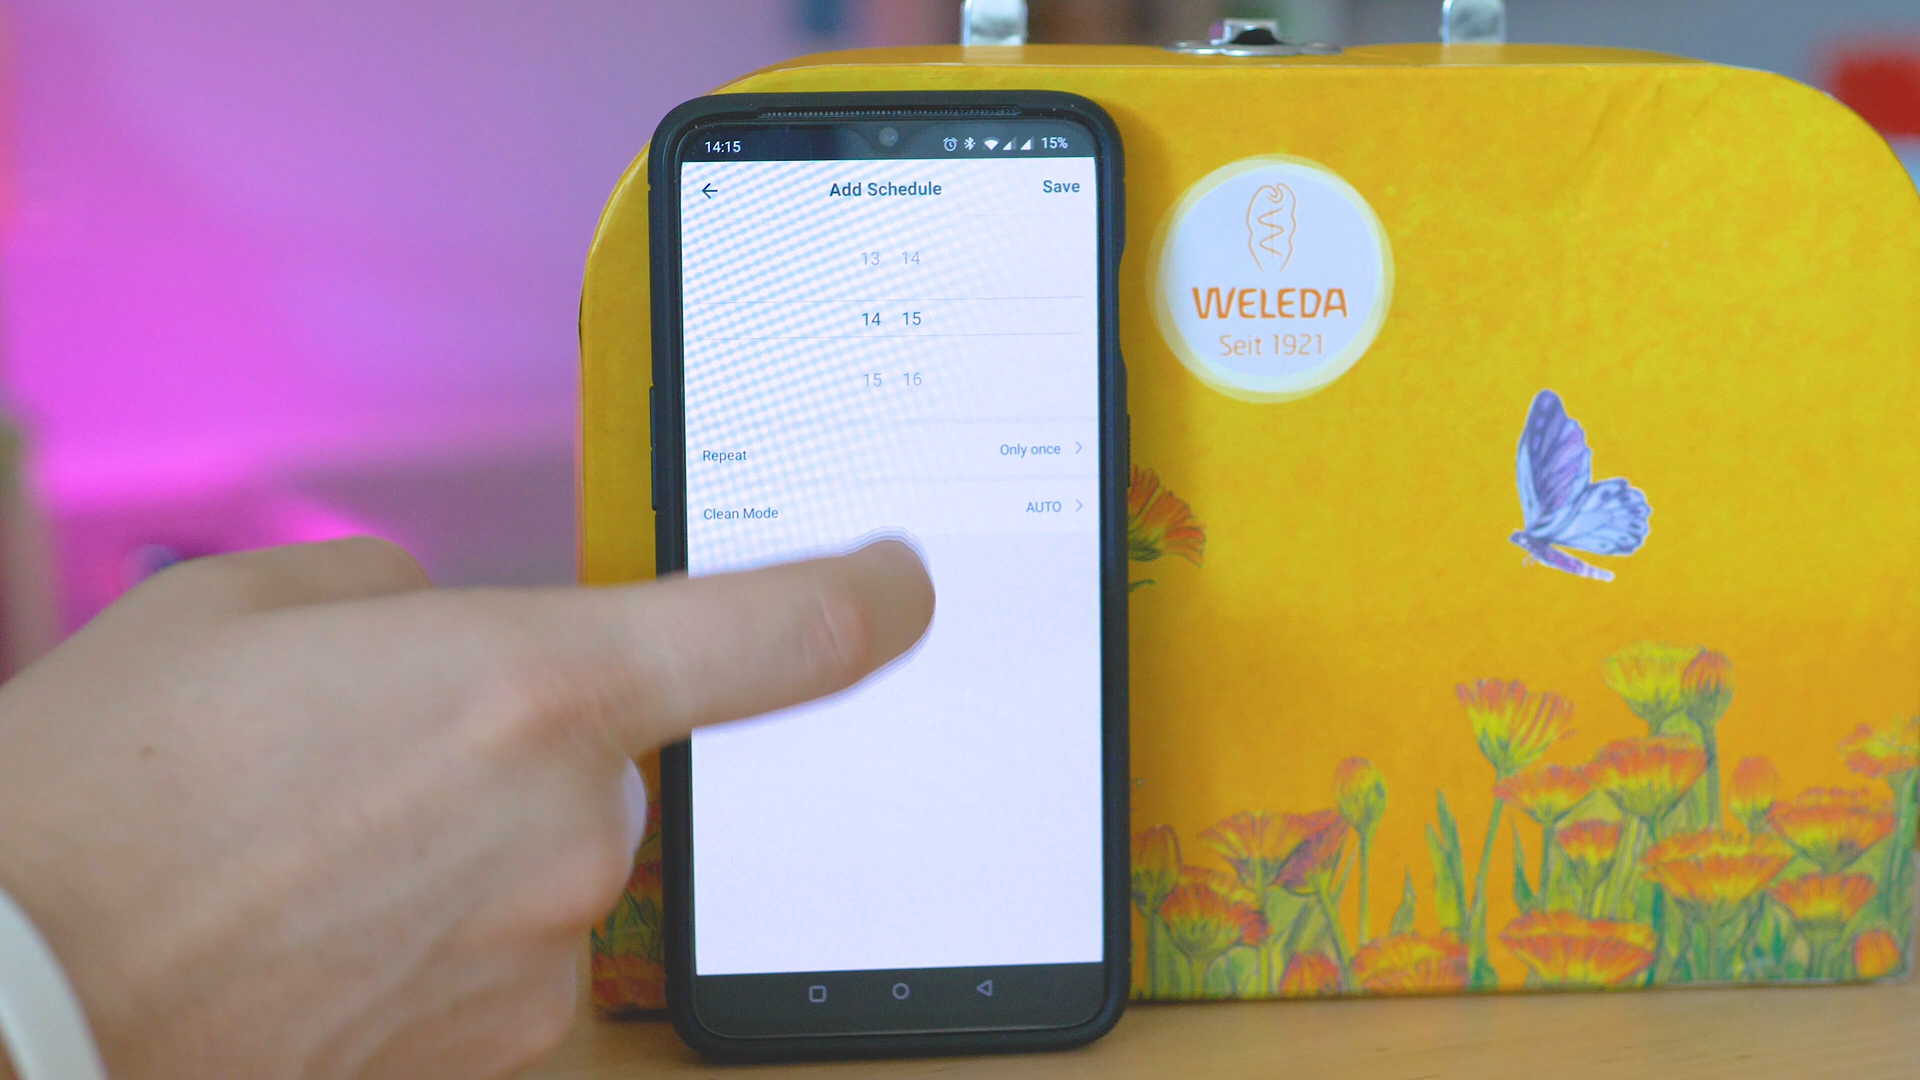 14:15 15%
Add Schedule Save
13 14
14 15
15 16
Repeat Only once
Clean Mode AUTO
WELEDA
Seit 1921